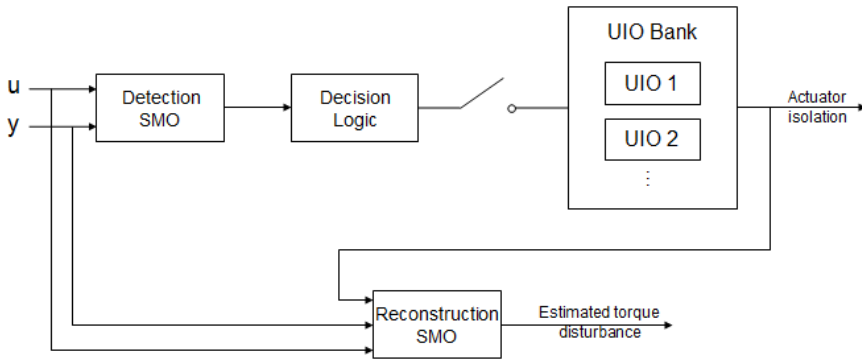 UIO Bank
u
Detection
SMO
Decision
Logic
UIO 1
Actuator
isolation
y
UIO 2
⋮
Reconstruction
SMO
Estimated torque
disturbance